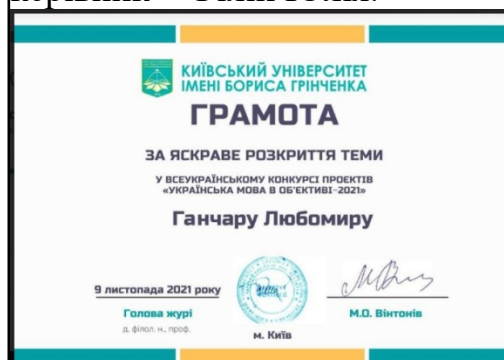 КИЇВСЬКИЙ УНІВЕРСИТЕТ
ІМЕНІ БОРИСА ГРІНЧЕНКА
ГРАМОТА
ЗА ЯСКРАВЕ РОЗКРИТТЯ ТЕМИ
У ВСЕУКРАЇНСЬКОМУ КОНКУРСІ ПРОЕКТІВ
«УКРАЇНСЬКА МОВА В ОБ'ЄКТИВІ-2021»
Ганчару Любомиру
9 листопада 2021 року
Голова журі
д. філол. н., проф.
м. Київ
М.О. Вінтонів